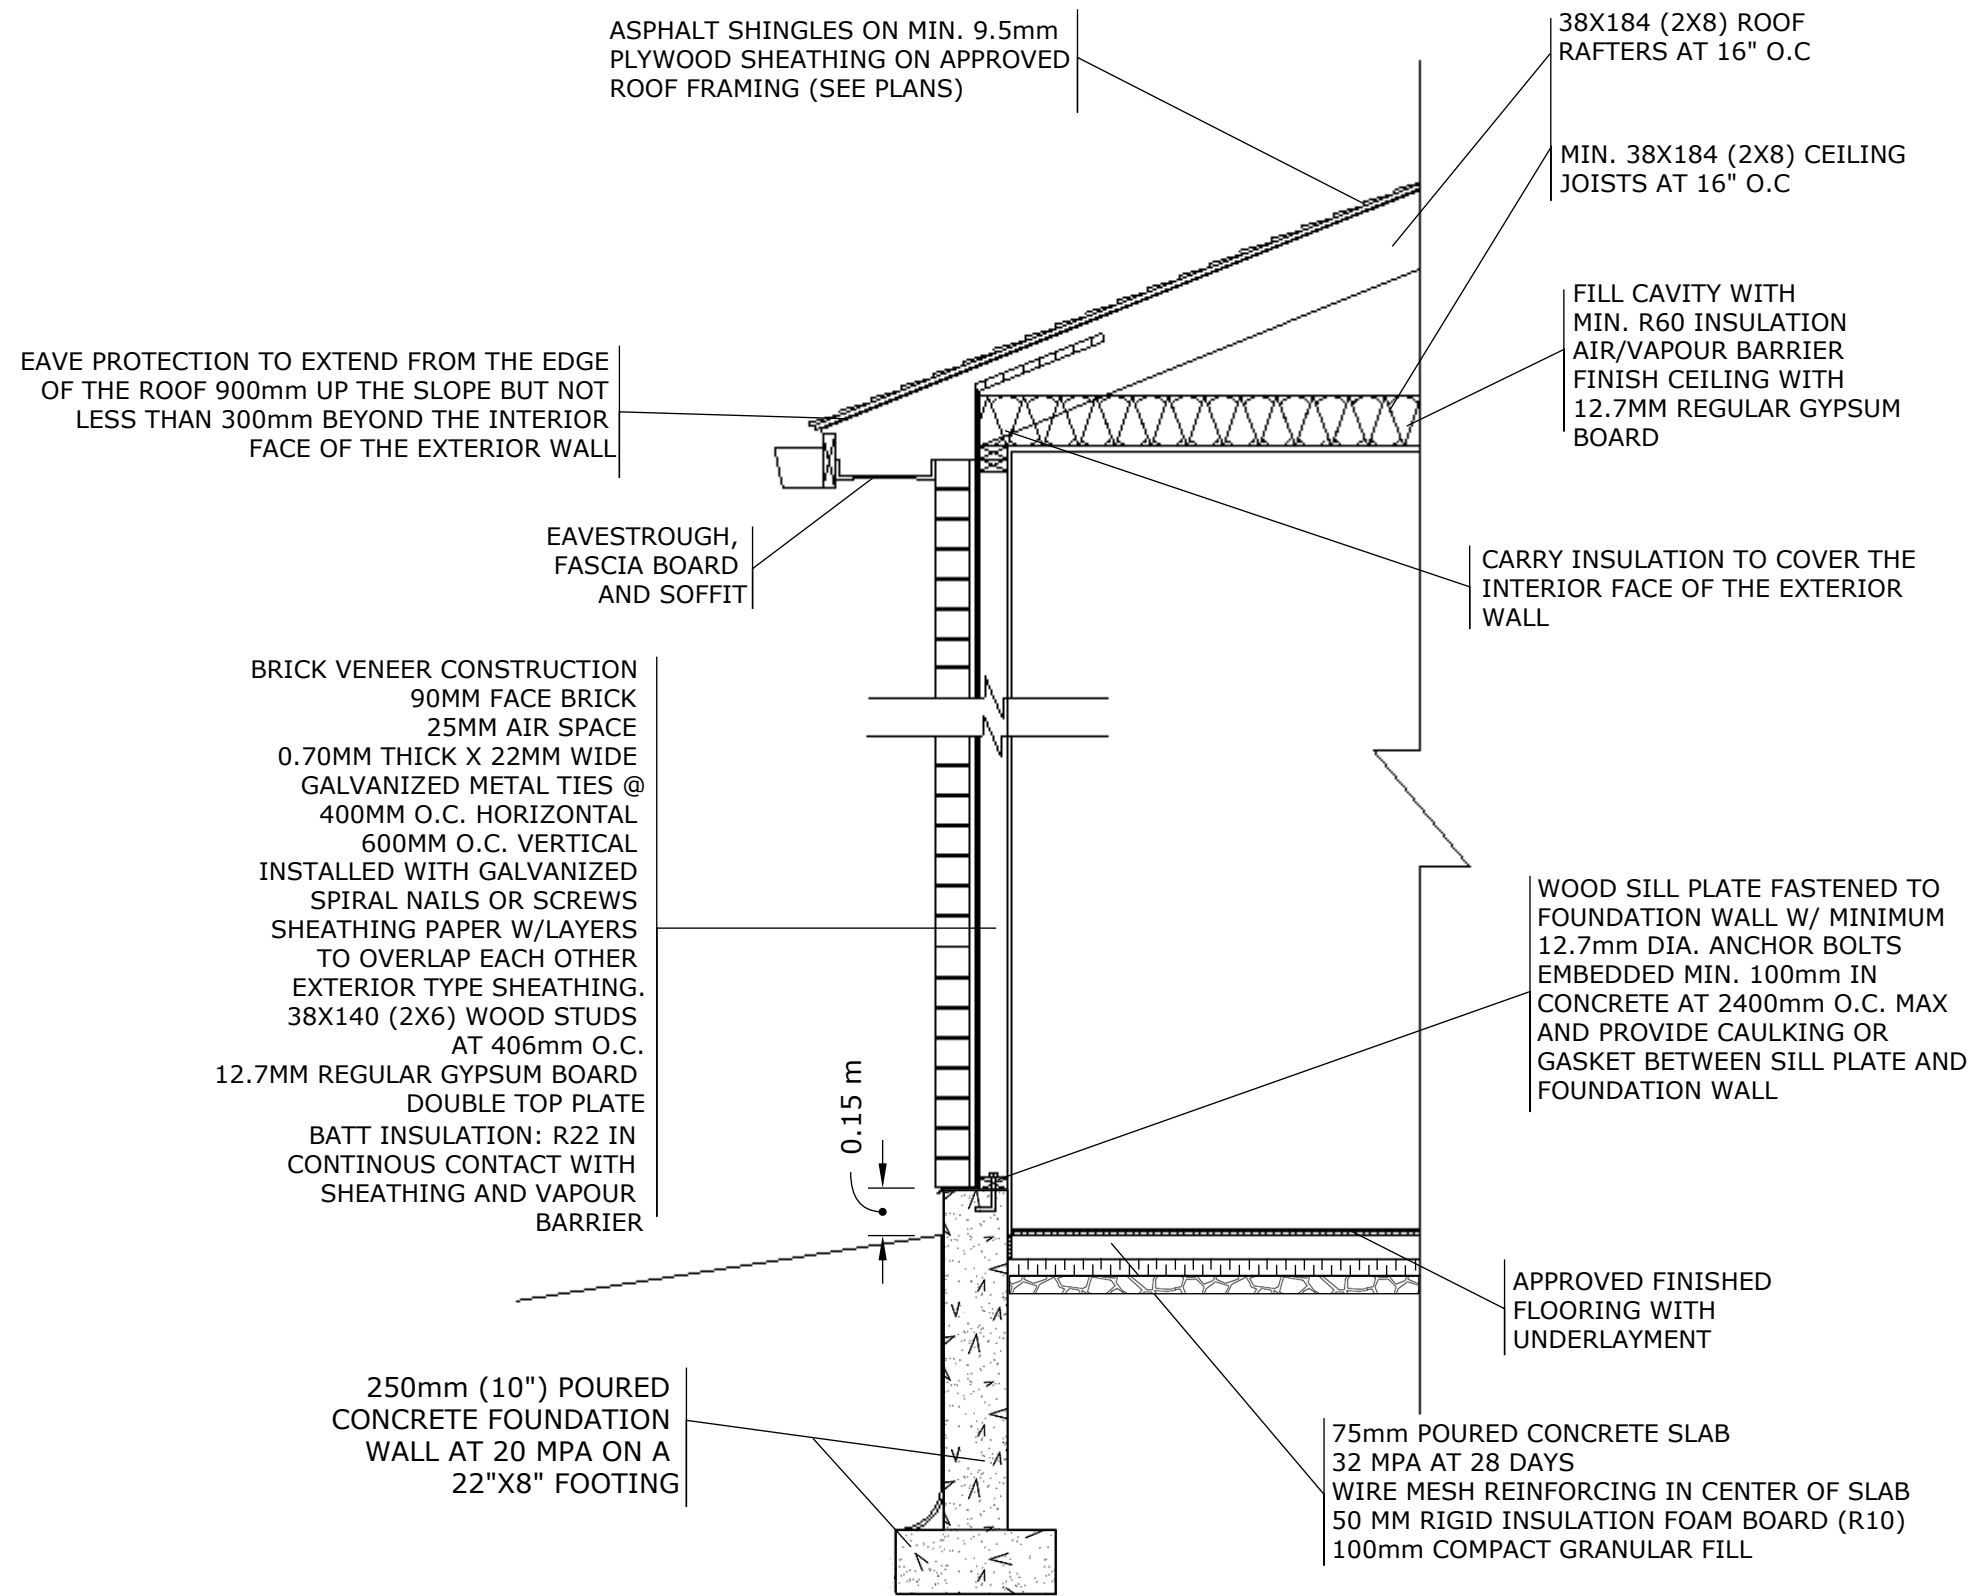 ASPHALT SHINGLES ON MIN. 9.5mm
PLYWOOD SHEATHING ON APPROVED
ROOF FRAMING (SEE PLANS)
38X184 (2X8) ROOF
RAFTERS AT 16" O.C
MIN. 38X184 (2X8) CEILING
JOISTS AT 16" O.C
FILL CAVITY WITH
MIN. R60 INSULATION
AIR/VAPOUR BARRIER
FINISH CEILING WITH
12.7MM REGULAR GYPSUM
BOARD
EAVE PROTECTION TO EXTEND FROM THE EDGE
OF THE ROOF 900mm UP THE SLOPE BUT NOT
LESS THAN 300mm BEYOND THE INTERIOR
FACE OF THE EXTERIOR WALL
EAVESTROUGH,
FASCIA BOARD
AND SOFFIT
CARRY INSULATION TO COVER THE
INTERIOR FACE OF THE EXTERIOR
WALL
BRICK VENEER CONSTRUCTION
90MM FACE BRICK
25MM AIR SPACE
0.70MM THICK X 22MM WIDE
GALVANIZED METAL TIES @
400MM O.C. HORIZONTAL
600MM O.C. VERTICAL
INSTALLED WITH GALVANIZED
SPIRAL NAILS OR SCREWS
SHEATHING PAPER W/LAYERS
TO OVERLAP EACH OTHER
EXTERIOR TYPE SHEATHING.
38X140 (2X6) WOOD STUDS
AT 406mm O.C.
12.7MM REGULAR GYPSUM BOARD
DOUBLE TOP PLATE
BATT INSULATION: R22 IN
CONTINOUS CONTACT WITH
SHEATHING AND VAPOUR
BARRIER
0.15 m
WOOD SILL PLATE FASTENED TO
FOUNDATION WALL W/ MINIMUM
12.7mm DIA. ANCHOR BOLTS
EMBEDDED MIN. 100mm IN
CONCRETE AT 2400mm O.C. MAX
AND PROVIDE CAULKING OR
GASKET BETWEEN SILL PLATE AND
FOUNDATION WALL
APPROVED FINISHED
FLOORING WITH
UNDERLAYMENT
250mm (10") POURED
CONCRETE FOUNDATION
WALL AT 20 MPA ON A
22"X8" FOOTING
75mm POURED CONCRETE SLAB
32 MPA AT 28 DAYS
WIRE MESH REINFORCING IN CENTER OF SLAB
50 MM RIGID INSULATION FOAM BOARD (R10)
100mm COMPACT GRANULAR FILL